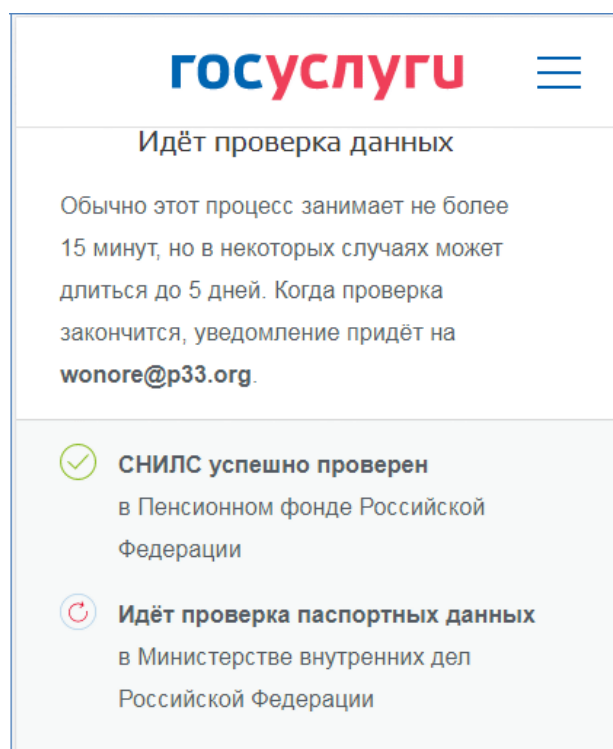 госуслуги
Идёт проверка данных
Обычно этот процесс занимает не более
15 минут, но в некоторых случаях может
длиться до 5 дней. Когда проверка
закончится, уведомление придёт на
wonore@p33.org.
СНИЛС успешно проверен
в Пенсионном фонде Российской
Федерации
Идёт проверка паспортных данных
в Министерстве внутренних дел
Российской Федерации